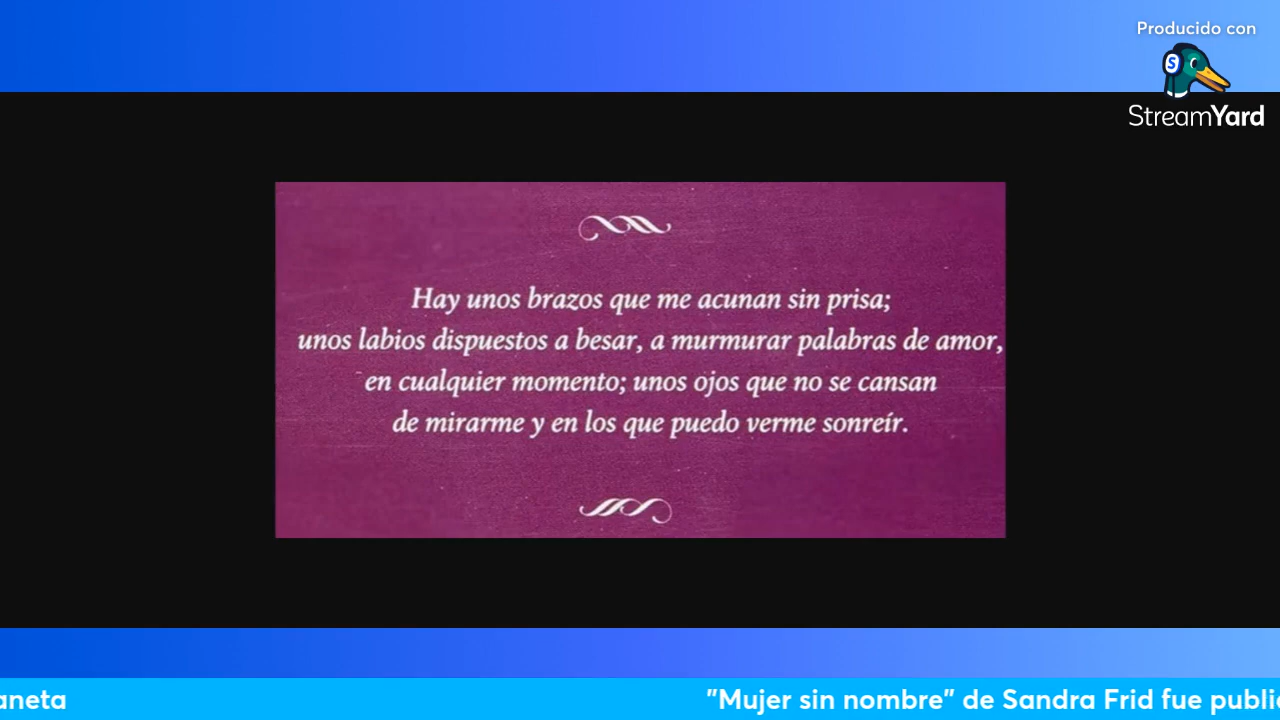 Producido con
StreamYard
Hay unos brazos que me acunan sin prisa;
unos labios dispuestos a besar, a murmurar palabras de amor,
en cualquier momento; unos ojos que no se cansan
de mirarme y en los que puedo verme sonreír.
"Mujer sin nombre" de Sandra Frid fue